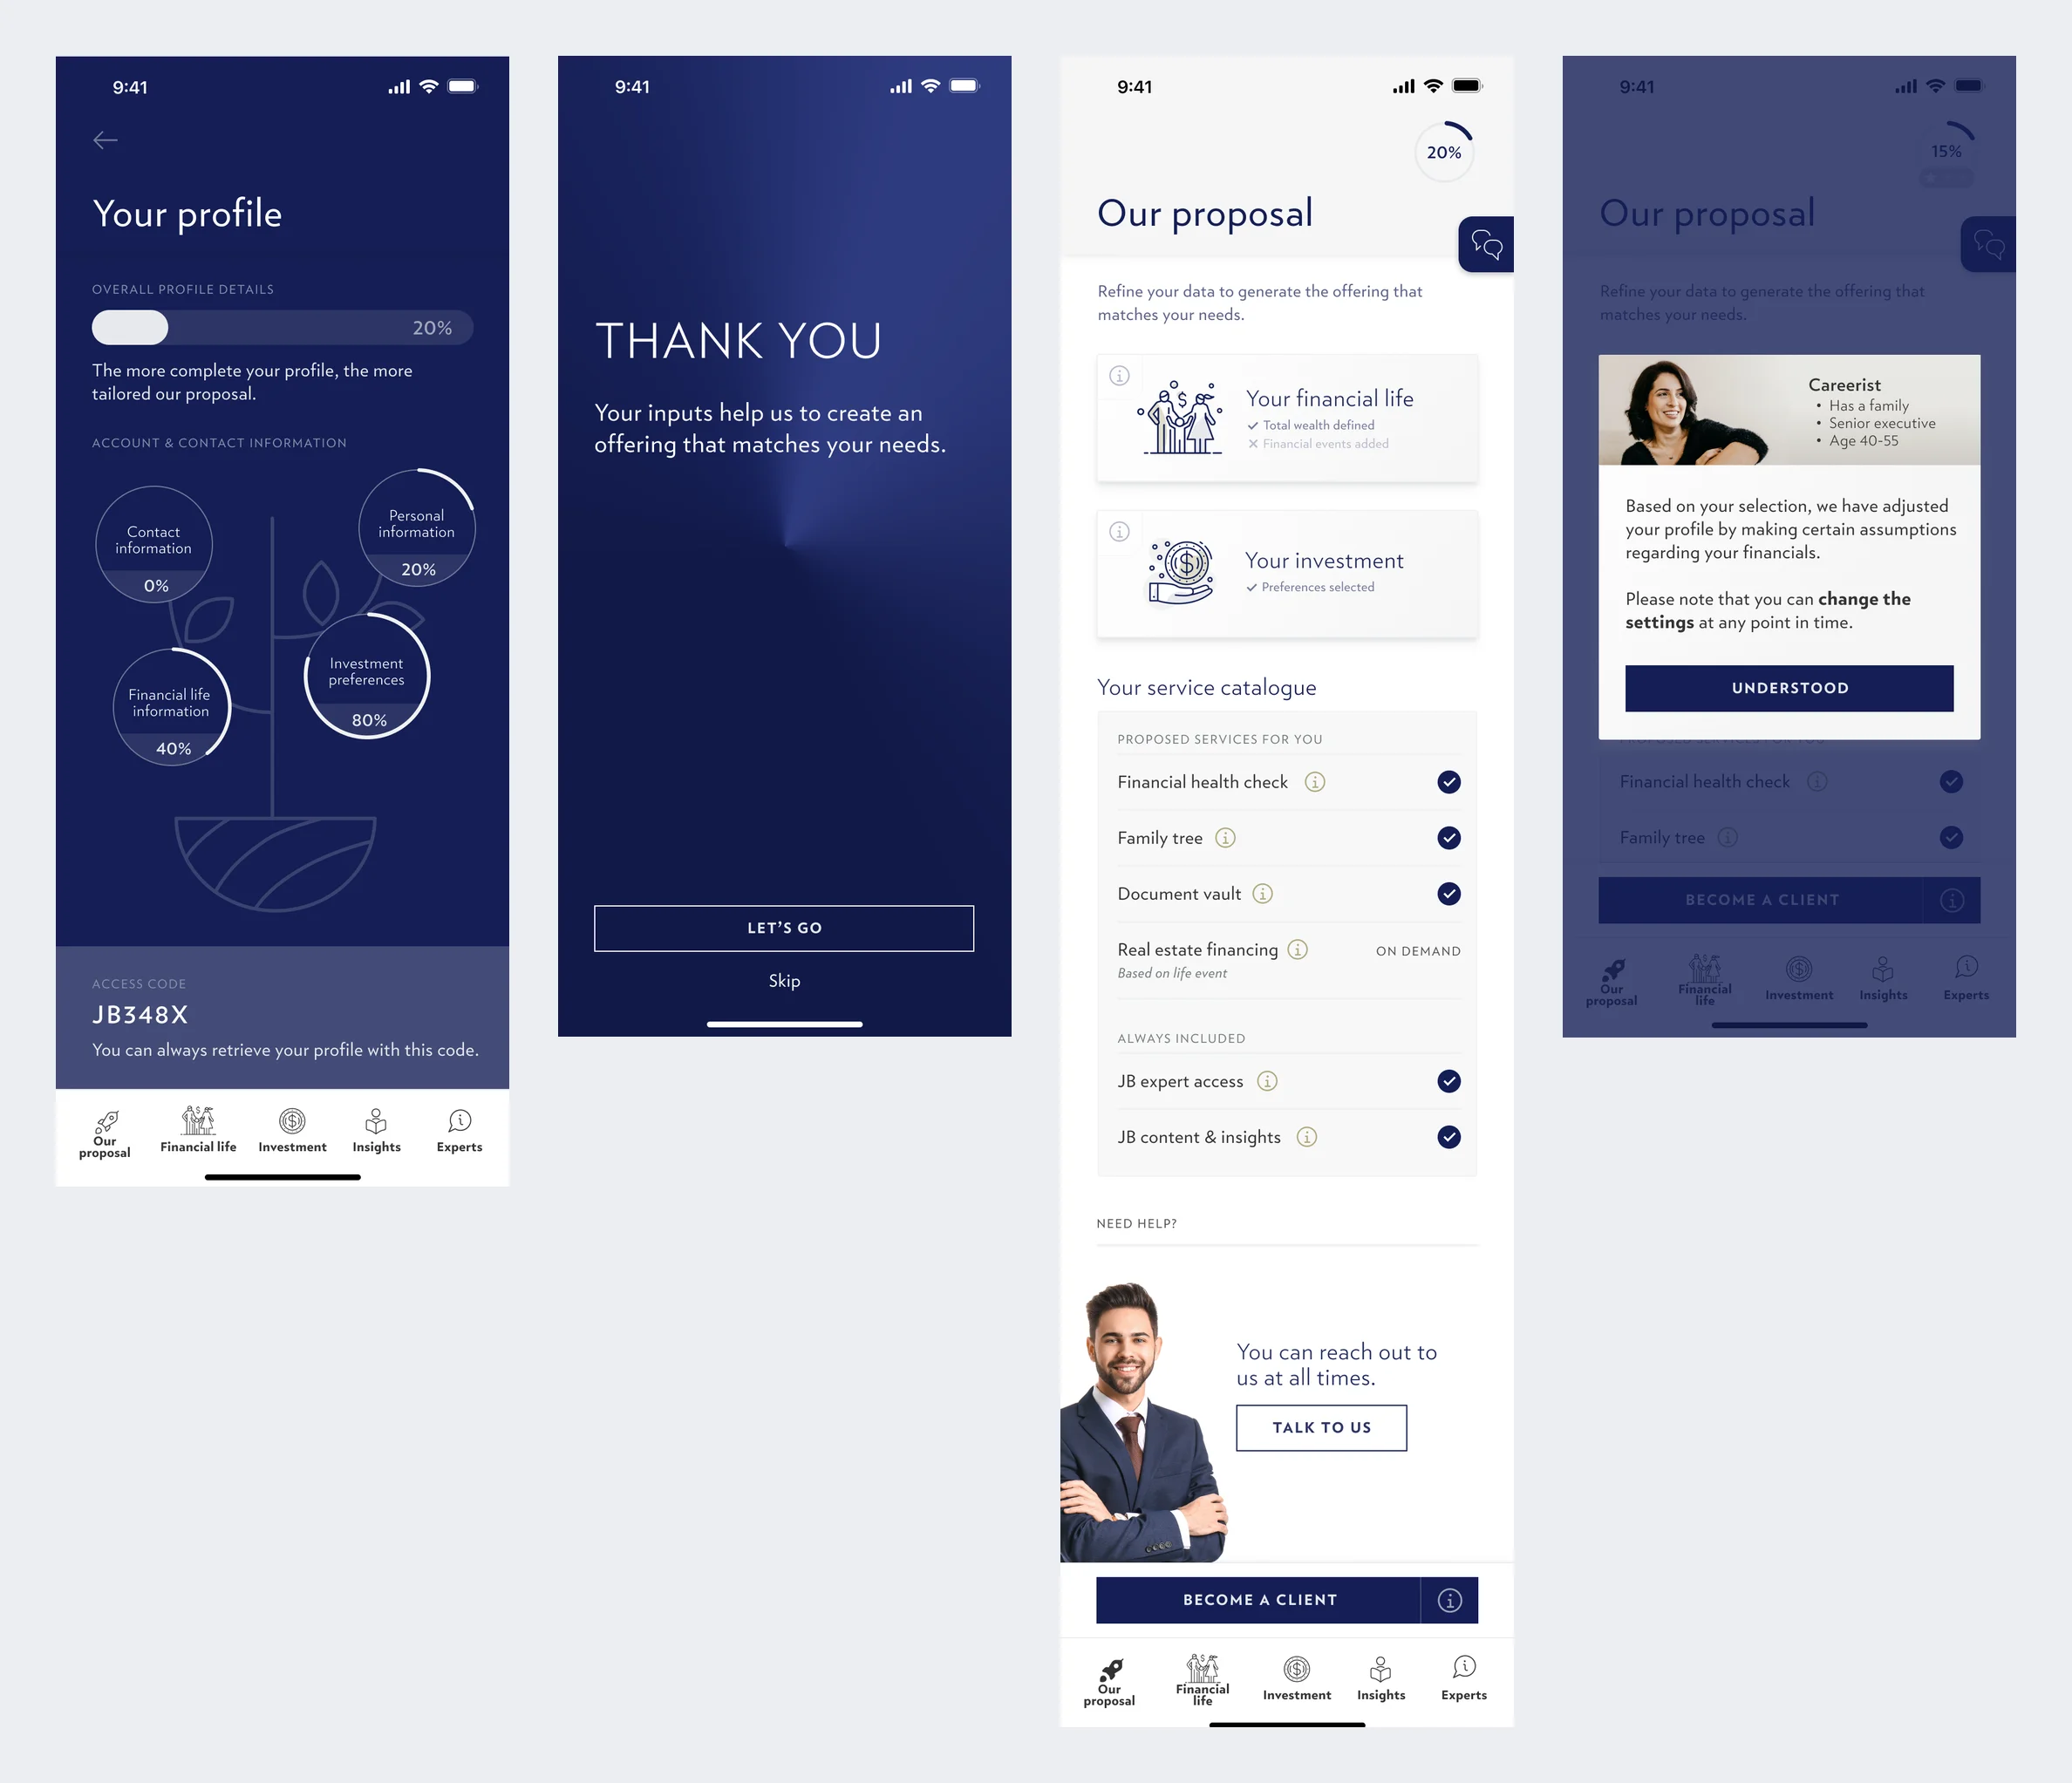 9:41
Your profile
OVERALL PROFILE DETAILS
20%
The more complete your profile, the more
tailored our proposal.
ACCOUNT & CONTACT INFORMATION
Contact
information
0%
Personal
information
20%
Financial life
information
40%
Investment
preferences
80%
ACCESS CODE
JB348X
You can always retrieve your profile with this code.
Our
proposal
Financial life
Investment
Insights
Experts
9:41
THANK YOU
Your inputs help us to create an
offering that matches your needs.
LET'S GO
Skip
9:41
20%
Our proposal
Refine your data to generate the offering that
matches your needs.
Your financial life
Total wealth defined
Financial events added
Your investment
Preferences selected
Your service catalogue
PROPOSED SERVICES FOR YOU
Financial health check
Family tree
Document vault
Real estate financing
ON DEMAND
Based on life event
ALWAYS INCLUDED
JB expert access
JB content & insights
NEED HELP?
You can reach out to
us at all times.
TALK TO US
BECOME A CLIENT
Our
proposal
Financial
life
Investment
Insights
Experts
9:41
15%
Our proposal
Refine your data to generate the offering that
matches your needs.
Careerist
• Has a family
• Senior executive
• Age 40-55
Based on your selection, we have adjusted
your profile by making certain assumptions
regarding your financials.
Please note that you can change the
settings at any point in time.
UNDERSTOOD
PROPOSED SERVICES FOR YOU
Financial health check
Family tree
BECOME A CLIENT
Our
proposal
Financial
life
Investment
Insights
Experts